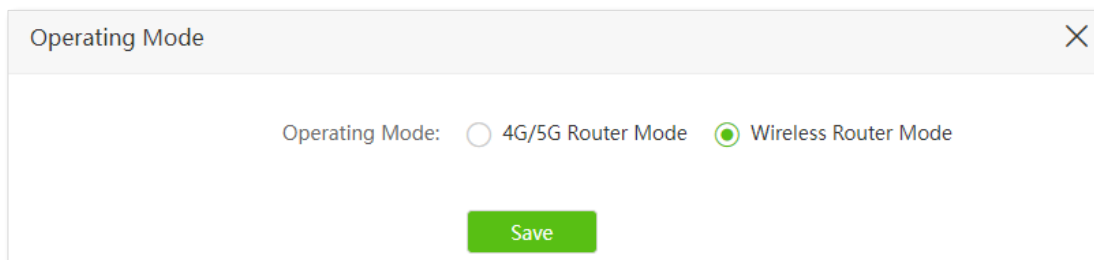 Operating Mode
Operating Mode: 4G/5G Router Mode Wireless Router Mode
Save